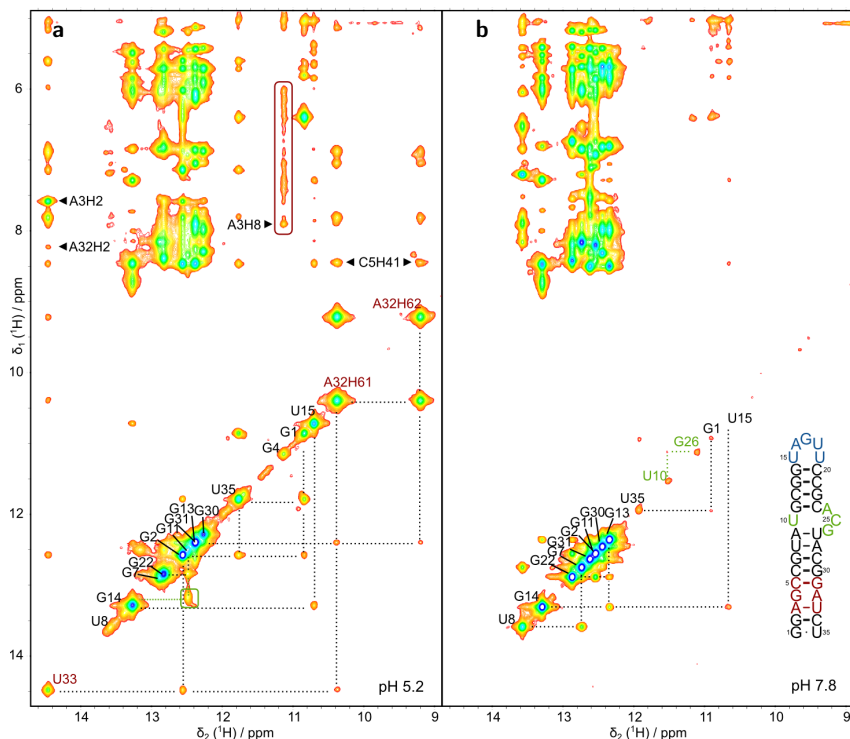 a
b
6
A3H2
8
A3H8
A32H2
C5H41
A32H62
δ₁ (¹H) / ppm
10
A32H61
U15
G1
G4
U35
12
G13
G31
G11
G2
G30
G22
G7
G14
U8
14
U33
pH 5.2
14 13 12 11 10 9
δ₂ (¹H) / ppm
U15
G1
G26
U10
U35
G30
G11
G2
G13
G31
G7
G22
G14
U8
A G U
15 U U
G C 20
G C
C G
G C A
10 U C 25
G
A U
U A
G C
C G 30
C G
G A
A U
G C
1 G U 35
pH 7.8
14 13 12 11 10 9
δ₂ (¹H) / ppm